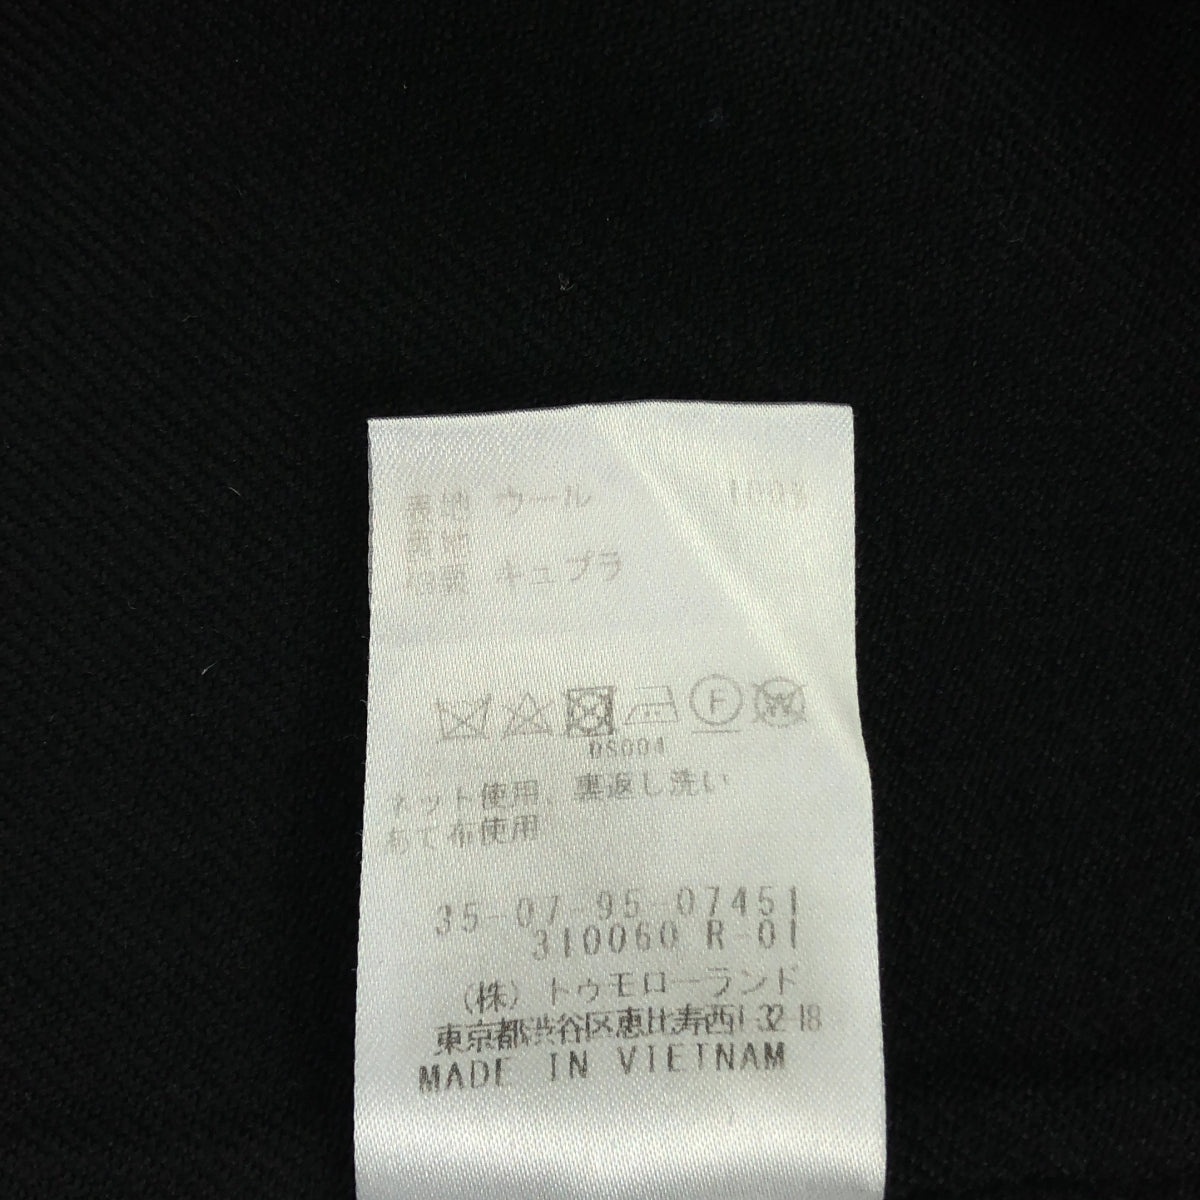 表地 ウール 100%
裏地
キュプラ
F W
DS004
ネット使用、裏返し洗い
あて布使用
35-07-95-07451
310060 R-01
(株) トゥモローランド
東京都渋谷区恵比寿西1-32-18
MADE IN VIETNAM